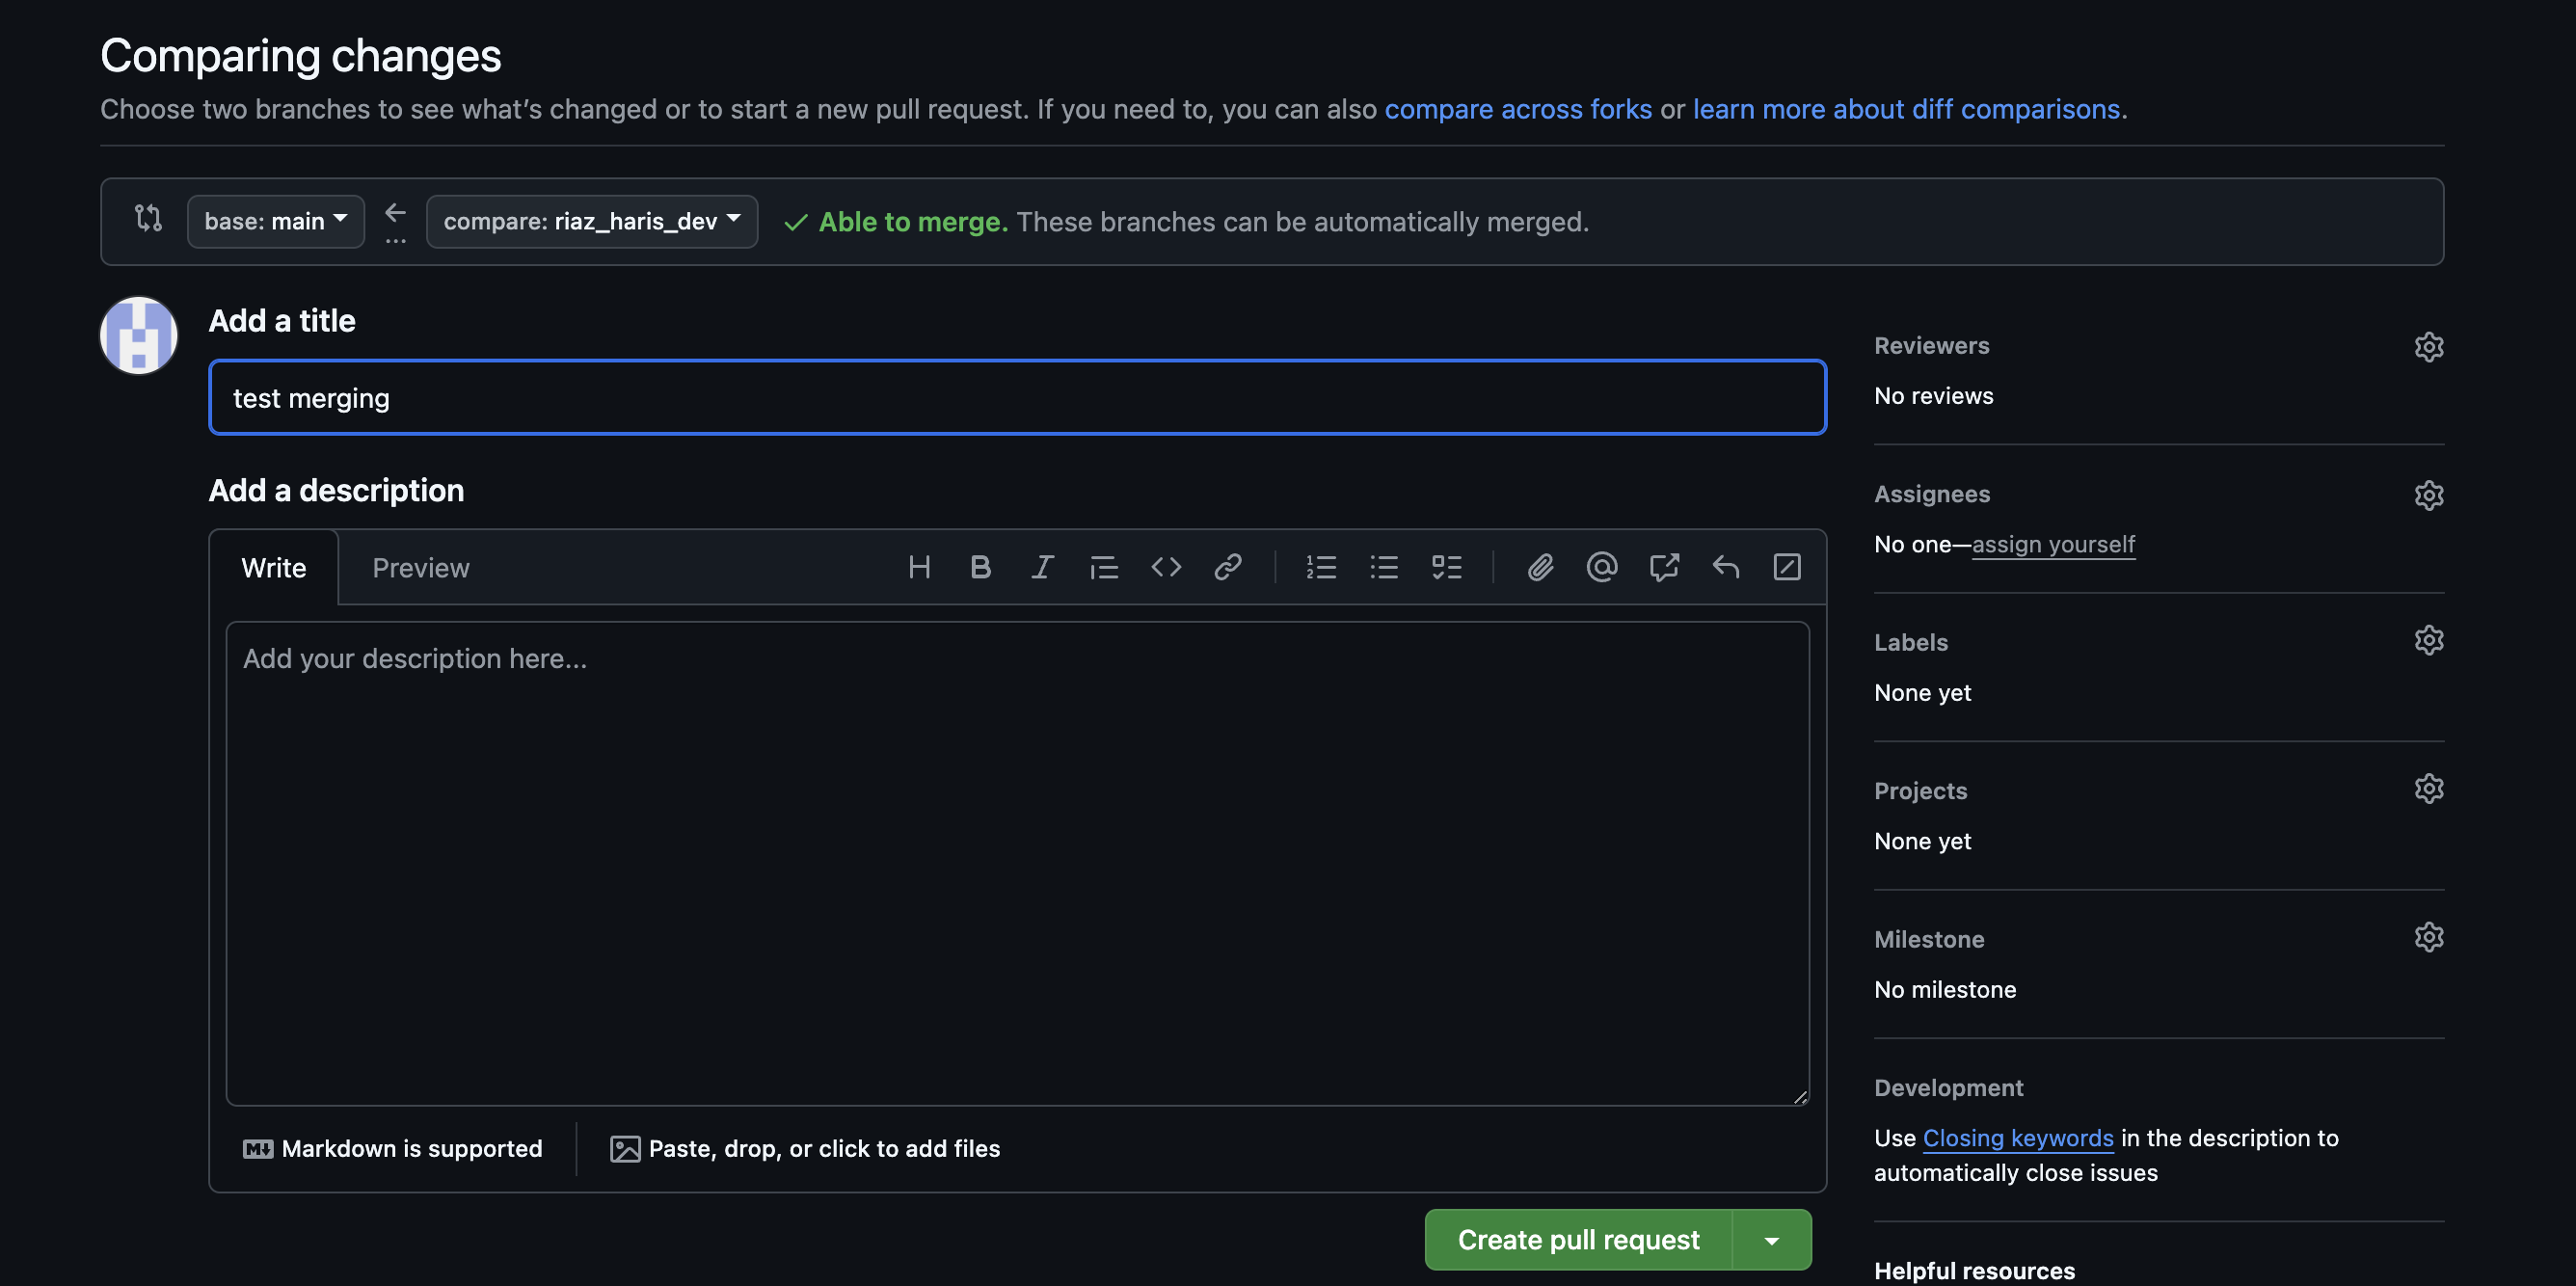 Comparing changes
Choose two branches to see what’s changed or to start a new pull request. If you need to, you can also compare across forks or learn more about diff comparisons.
base: main
compare: riaz_haris_dev
Able to merge. These branches can be automatically merged.
Add a title
test merging
Add a description
Write
Preview
Add your description here...
Markdown is supported
Paste, drop, or click to add files
Create pull request
Reviewers
No reviews
Assignees
No one—assign yourself
Labels
None yet
Projects
None yet
Milestone
No milestone
Development
Use Closing keywords in the description to
automatically close issues
Helpful resources